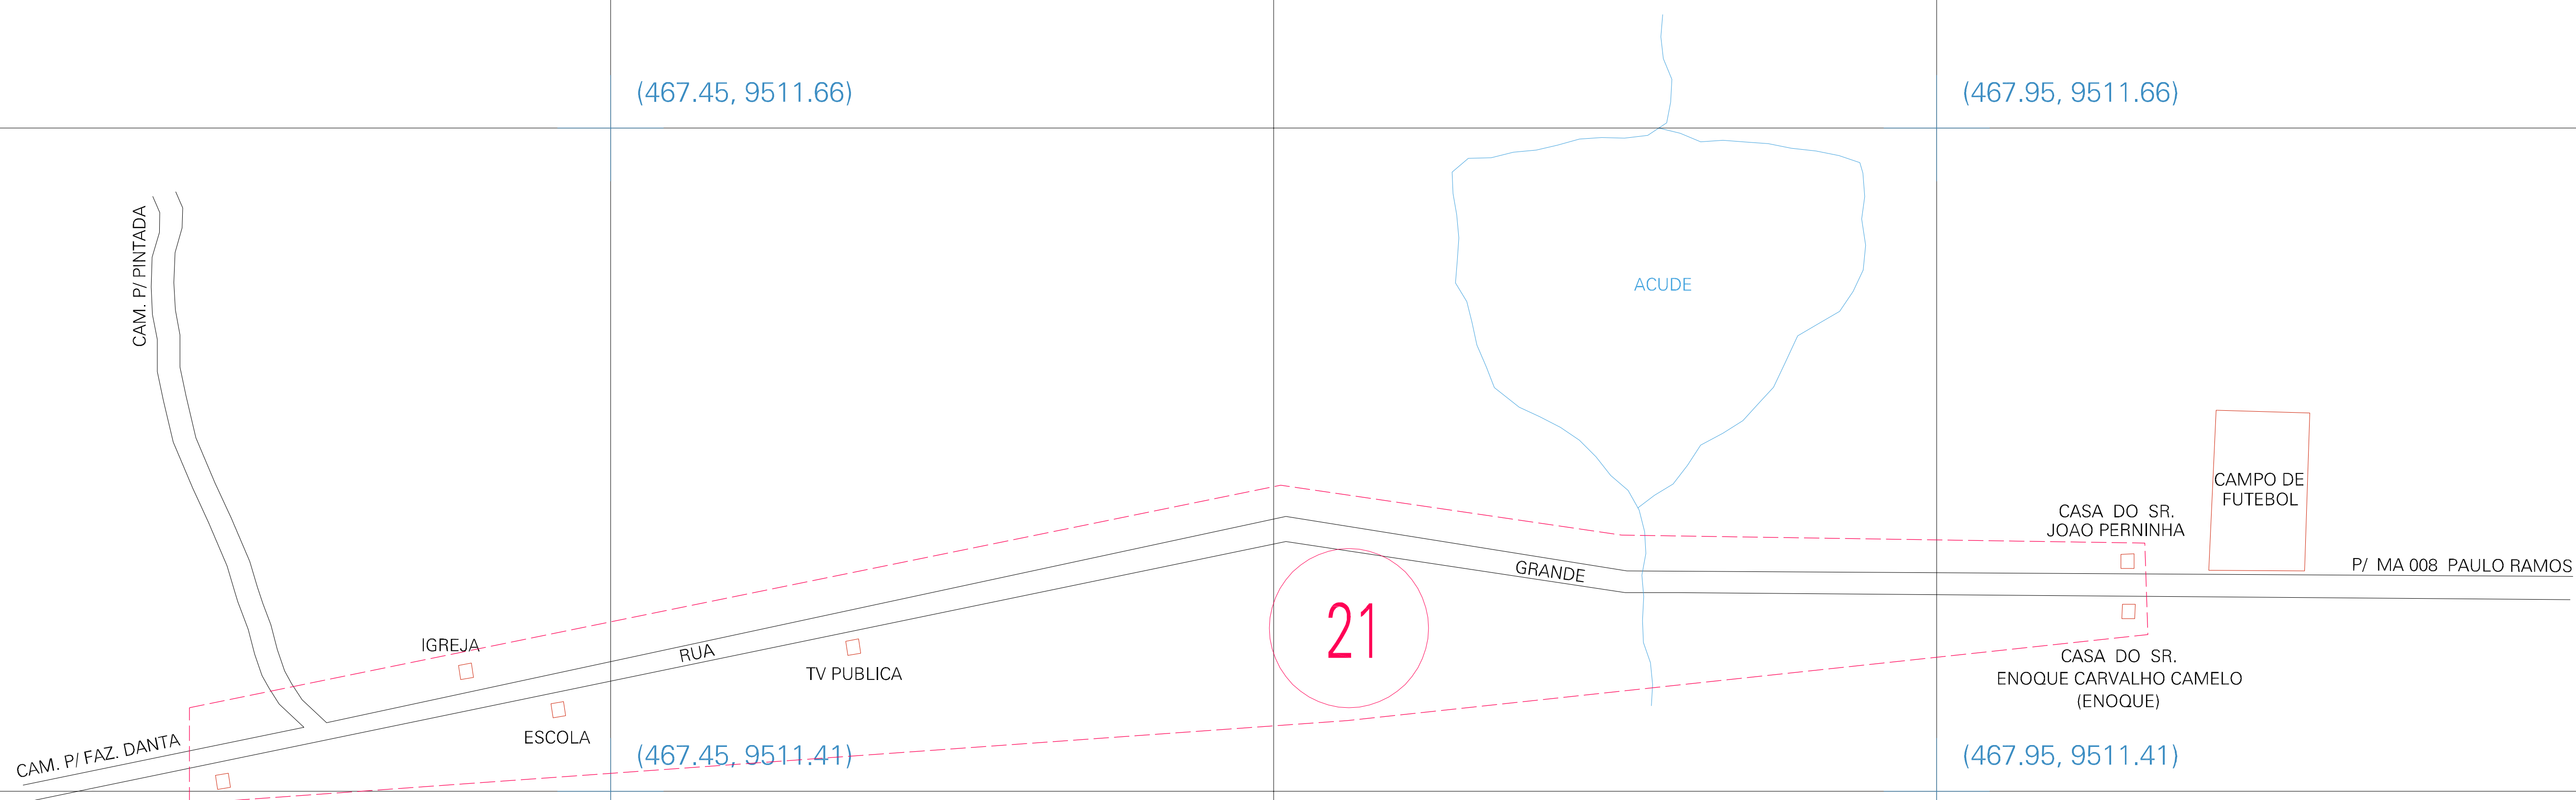 (467.45, 9511.66)
(467.95, 9511.66)
CAM. P/ PINTADA
ACUDE
CAMPO DE
FUTEBOL
CASA DO SR.
JOAO PERNINHA
P/ MA 008 PAULO RAMOS
GRANDE
21
IGREJA
RUA
TV PUBLICA
CASA DO SR.
ENOQUE CARVALHO CAMELO
(ENOQUE)
ESCOLA
CAM. P/ FAZ. DANTA
(467.45, 9511.41)
(467.95, 9511.41)